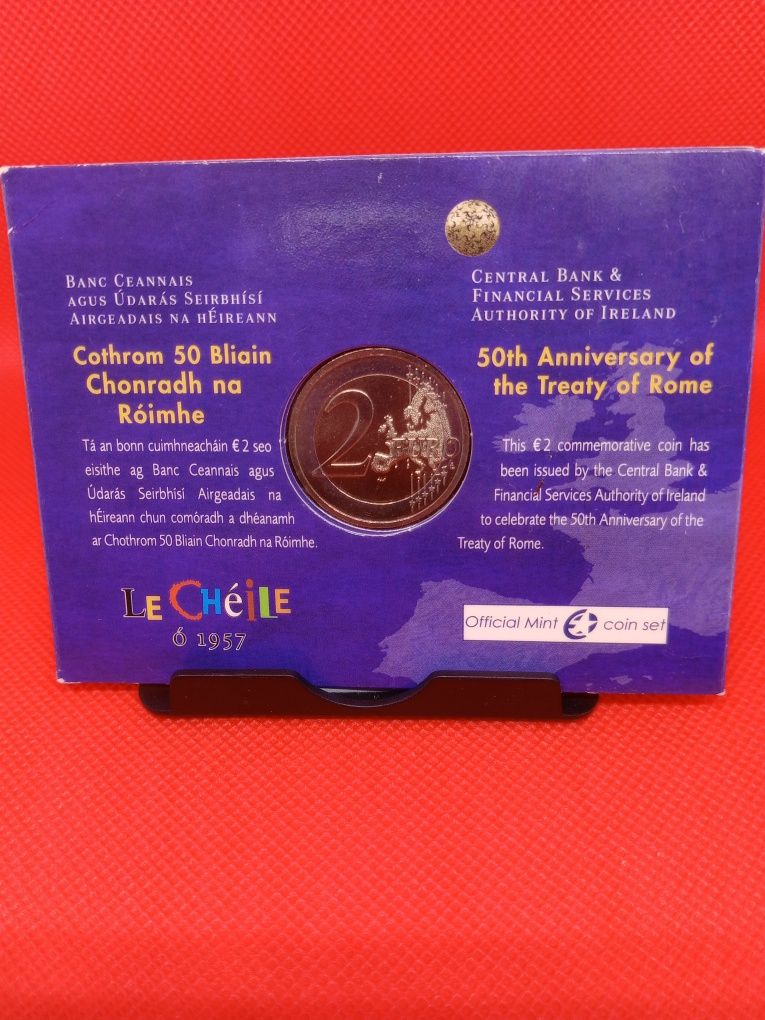 BANC CEANNAIS
AGUS ÚDARÁS SEIRBHÍSÍ
AIRGEADAIS NA hÉIREANN
Cothrom 50 Bliain
Chonradh na
Róimhe
Tá an bonn cuimhneacháin €2 seo
eisithe ag Banc Ceannais agus
Údarás Seirbhísí Airgeadais na
hÉireann chun comóradh a dhéanamh
ar Chothrom 50 Bliain Chonradh na Róimhe.
LE CHéiLE
ó 1957
2 EURO
CENTRAL BANK &
FINANCIAL SERVICES
AUTHORITY OF IRELAND
50th Anniversary of
the Treaty of Rome
This €2 commemorative coin has
been issued by the Central Bank &
Financial Services Authority of Ireland
to celebrate the 50th Anniversary of the
Treaty of Rome.
Official Mint coin set